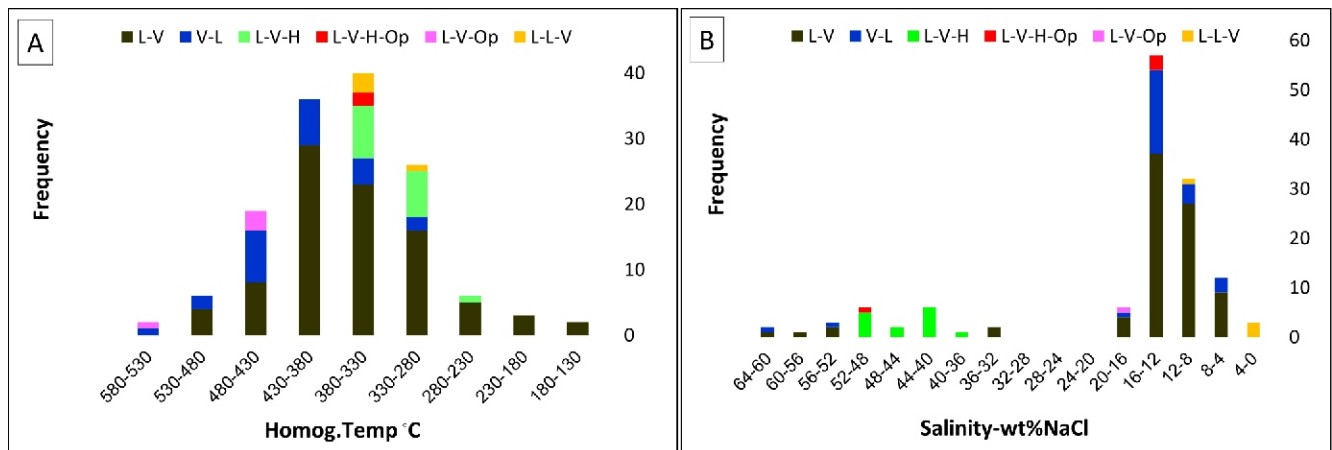 A
L-V V-L L-V-H L-V-H-Op L-V-Op L-L-V
Frequency
40
30
20
10
0
580-530 530-480 480-430 430-380 380-330 330-280 280-230 230-180 180-130
Homog.Temp °C
B
L-V V-L L-V-H L-V-H-Op L-V-Op L-L-V
Frequency
60
50
40
30
20
10
0
64-60 60-56 56-52 52-48 48-44 44-40 40-36 36-32 32-28 28-24 24-20 20-16 16-12 12-8 8-4 4-0
Salinity-wt%NaCl